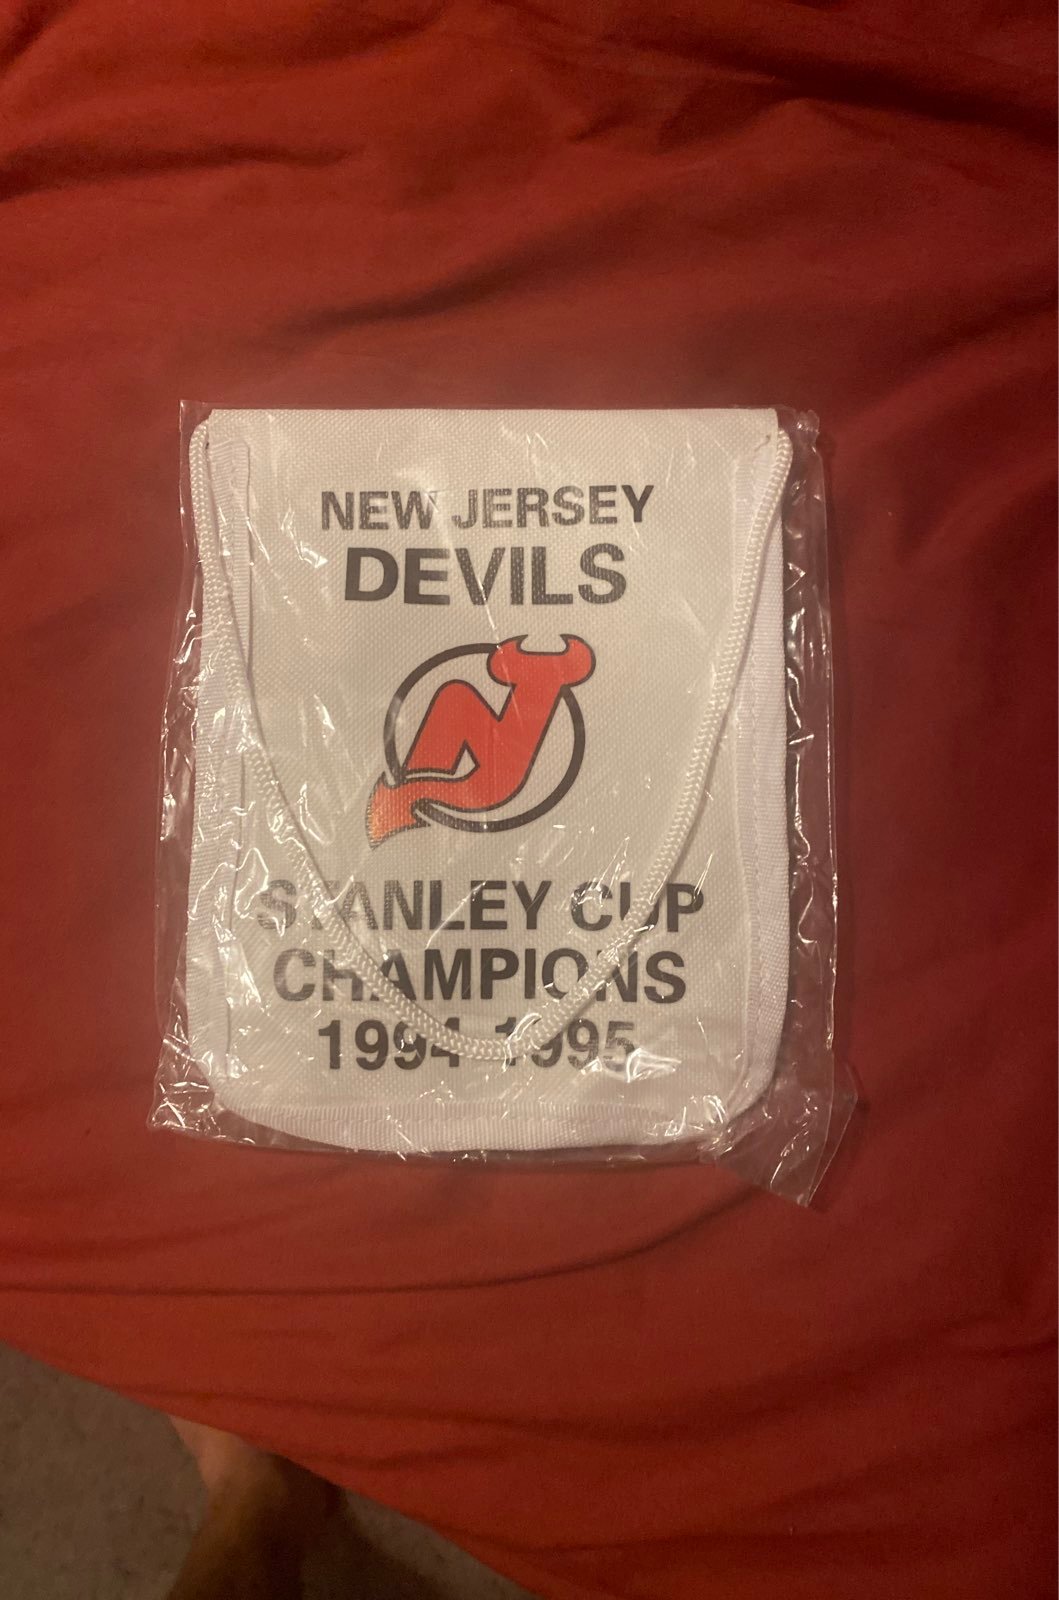 NEW JERSEY
DEVILS
STANLEY CUP
CHAMPIONS
1994-1995